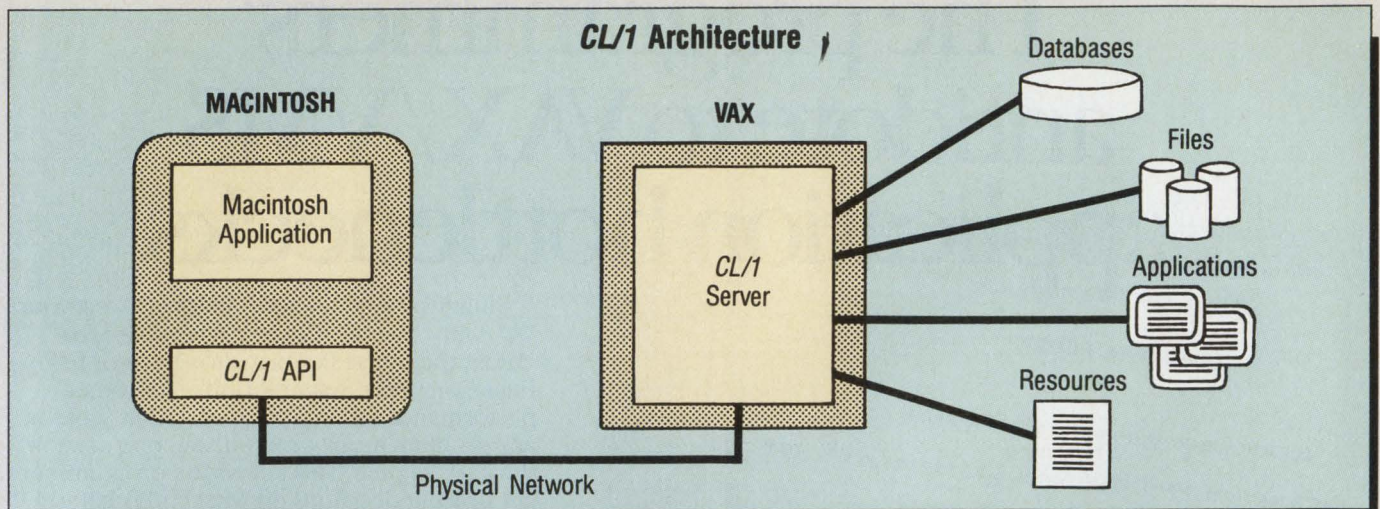 CL/1 Architecture
MACINTOSH
Macintosh
Application
CL/1 API
Physical Network
VAX
CL/1
Server
Databases
Files
Applications
Resources